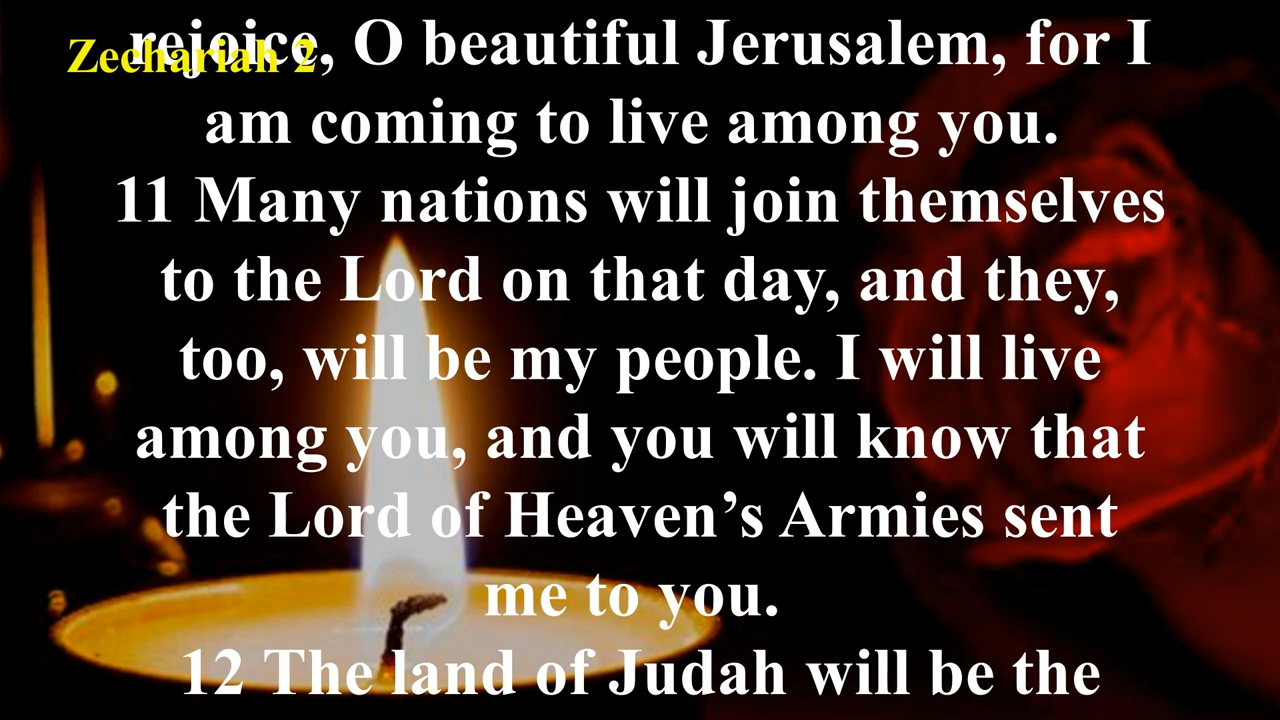 Zechariah 2
rejoice, O beautiful Jerusalem, for I
am coming to live among you.
11 Many nations will join themselves
to the Lord on that day, and they,
too, will be my people. I will live
among you, and you will know that
the Lord of Heaven’s Armies sent
me to you.
12 The land of Judah will be the